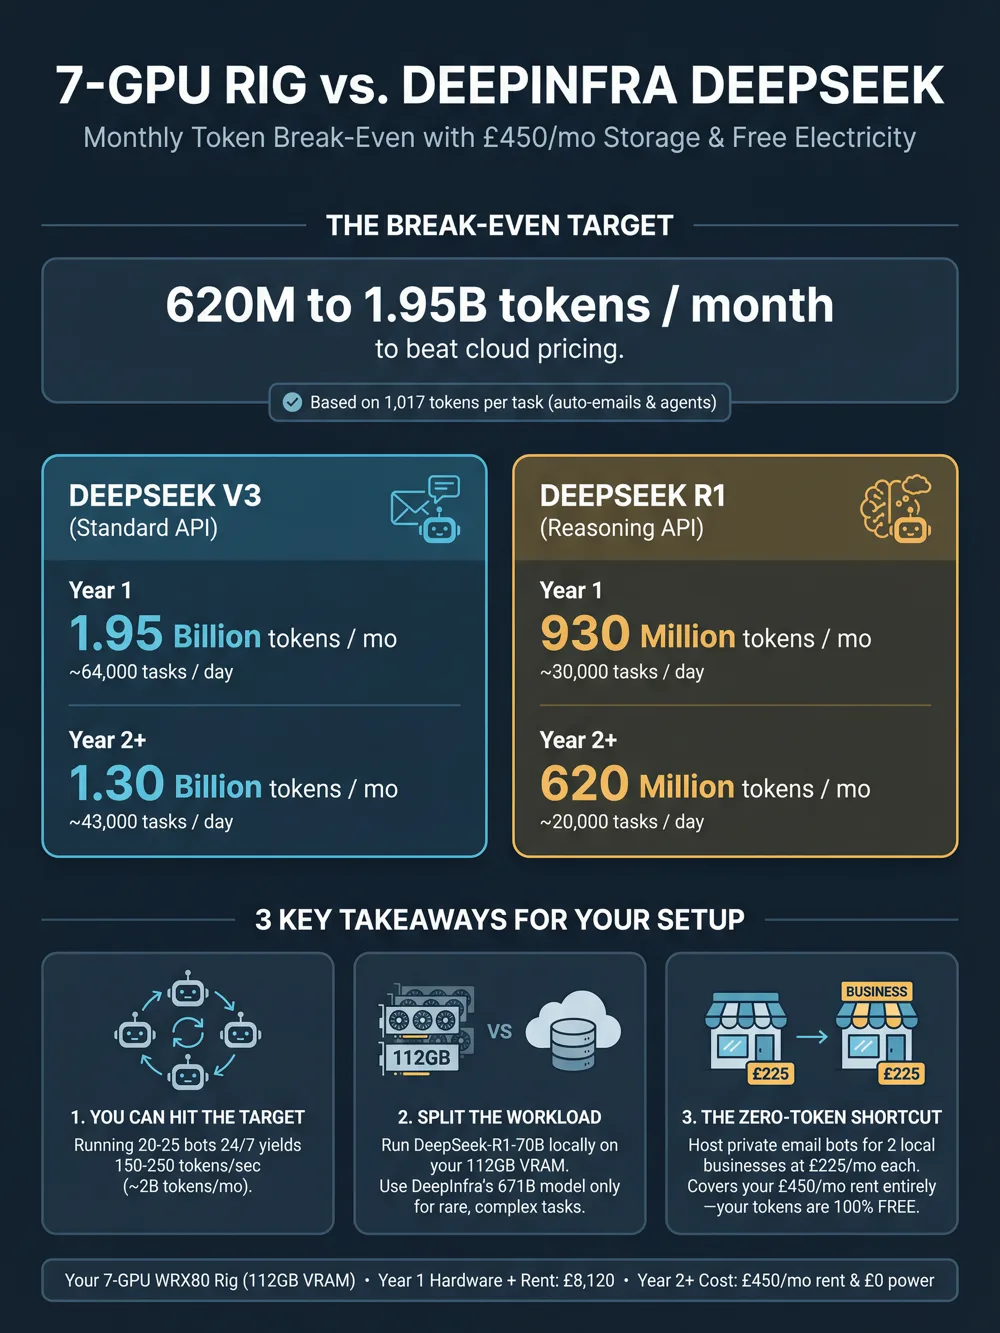 7-GPU RIG vs. DEEPINFRA DEEPSEEK
Monthly Token Break-Even with £450/mo Storage & Free Electricity
THE BREAK-EVEN TARGET
620M to 1.95B tokens / month
to beat cloud pricing.
Based on 1,017 tokens per task (auto-emails & agents)
DEEPSEEK V3
(Standard API)
Year 1
1.95 Billion tokens / mo
~64,000 tasks / day
Year 2+
1.30 Billion tokens / mo
~43,000 tasks / day
DEEPSEEK R1
(Reasoning API)
Year 1
930 Million tokens / mo
~30,000 tasks / day
Year 2+
620 Million tokens / mo
~20,000 tasks / day
3 KEY TAKEAWAYS FOR YOUR SETUP
1. YOU CAN HIT THE TARGET
Running 20-25 bots 24/7 yields
150-250 tokens/sec
(~2B tokens/mo).
112GB
VS
2. SPLIT THE WORKLOAD
Run DeepSeek-R1-70B locally on
your 112GB VRAM.
Use DeepInfra's 671B model only
for rare, complex tasks.
£225
BUSINESS
£225
3. THE ZERO-TOKEN SHORTCUT
Host private email bots for 2 local
businesses at £225/mo each.
Covers your £450/mo rent entirely
—your tokens are 100% FREE.
Your 7-GPU WRX80 Rig (112GB VRAM) • Year 1 Hardware + Rent: £8,120 • Year 2+ Cost: £450/mo rent & £0 power